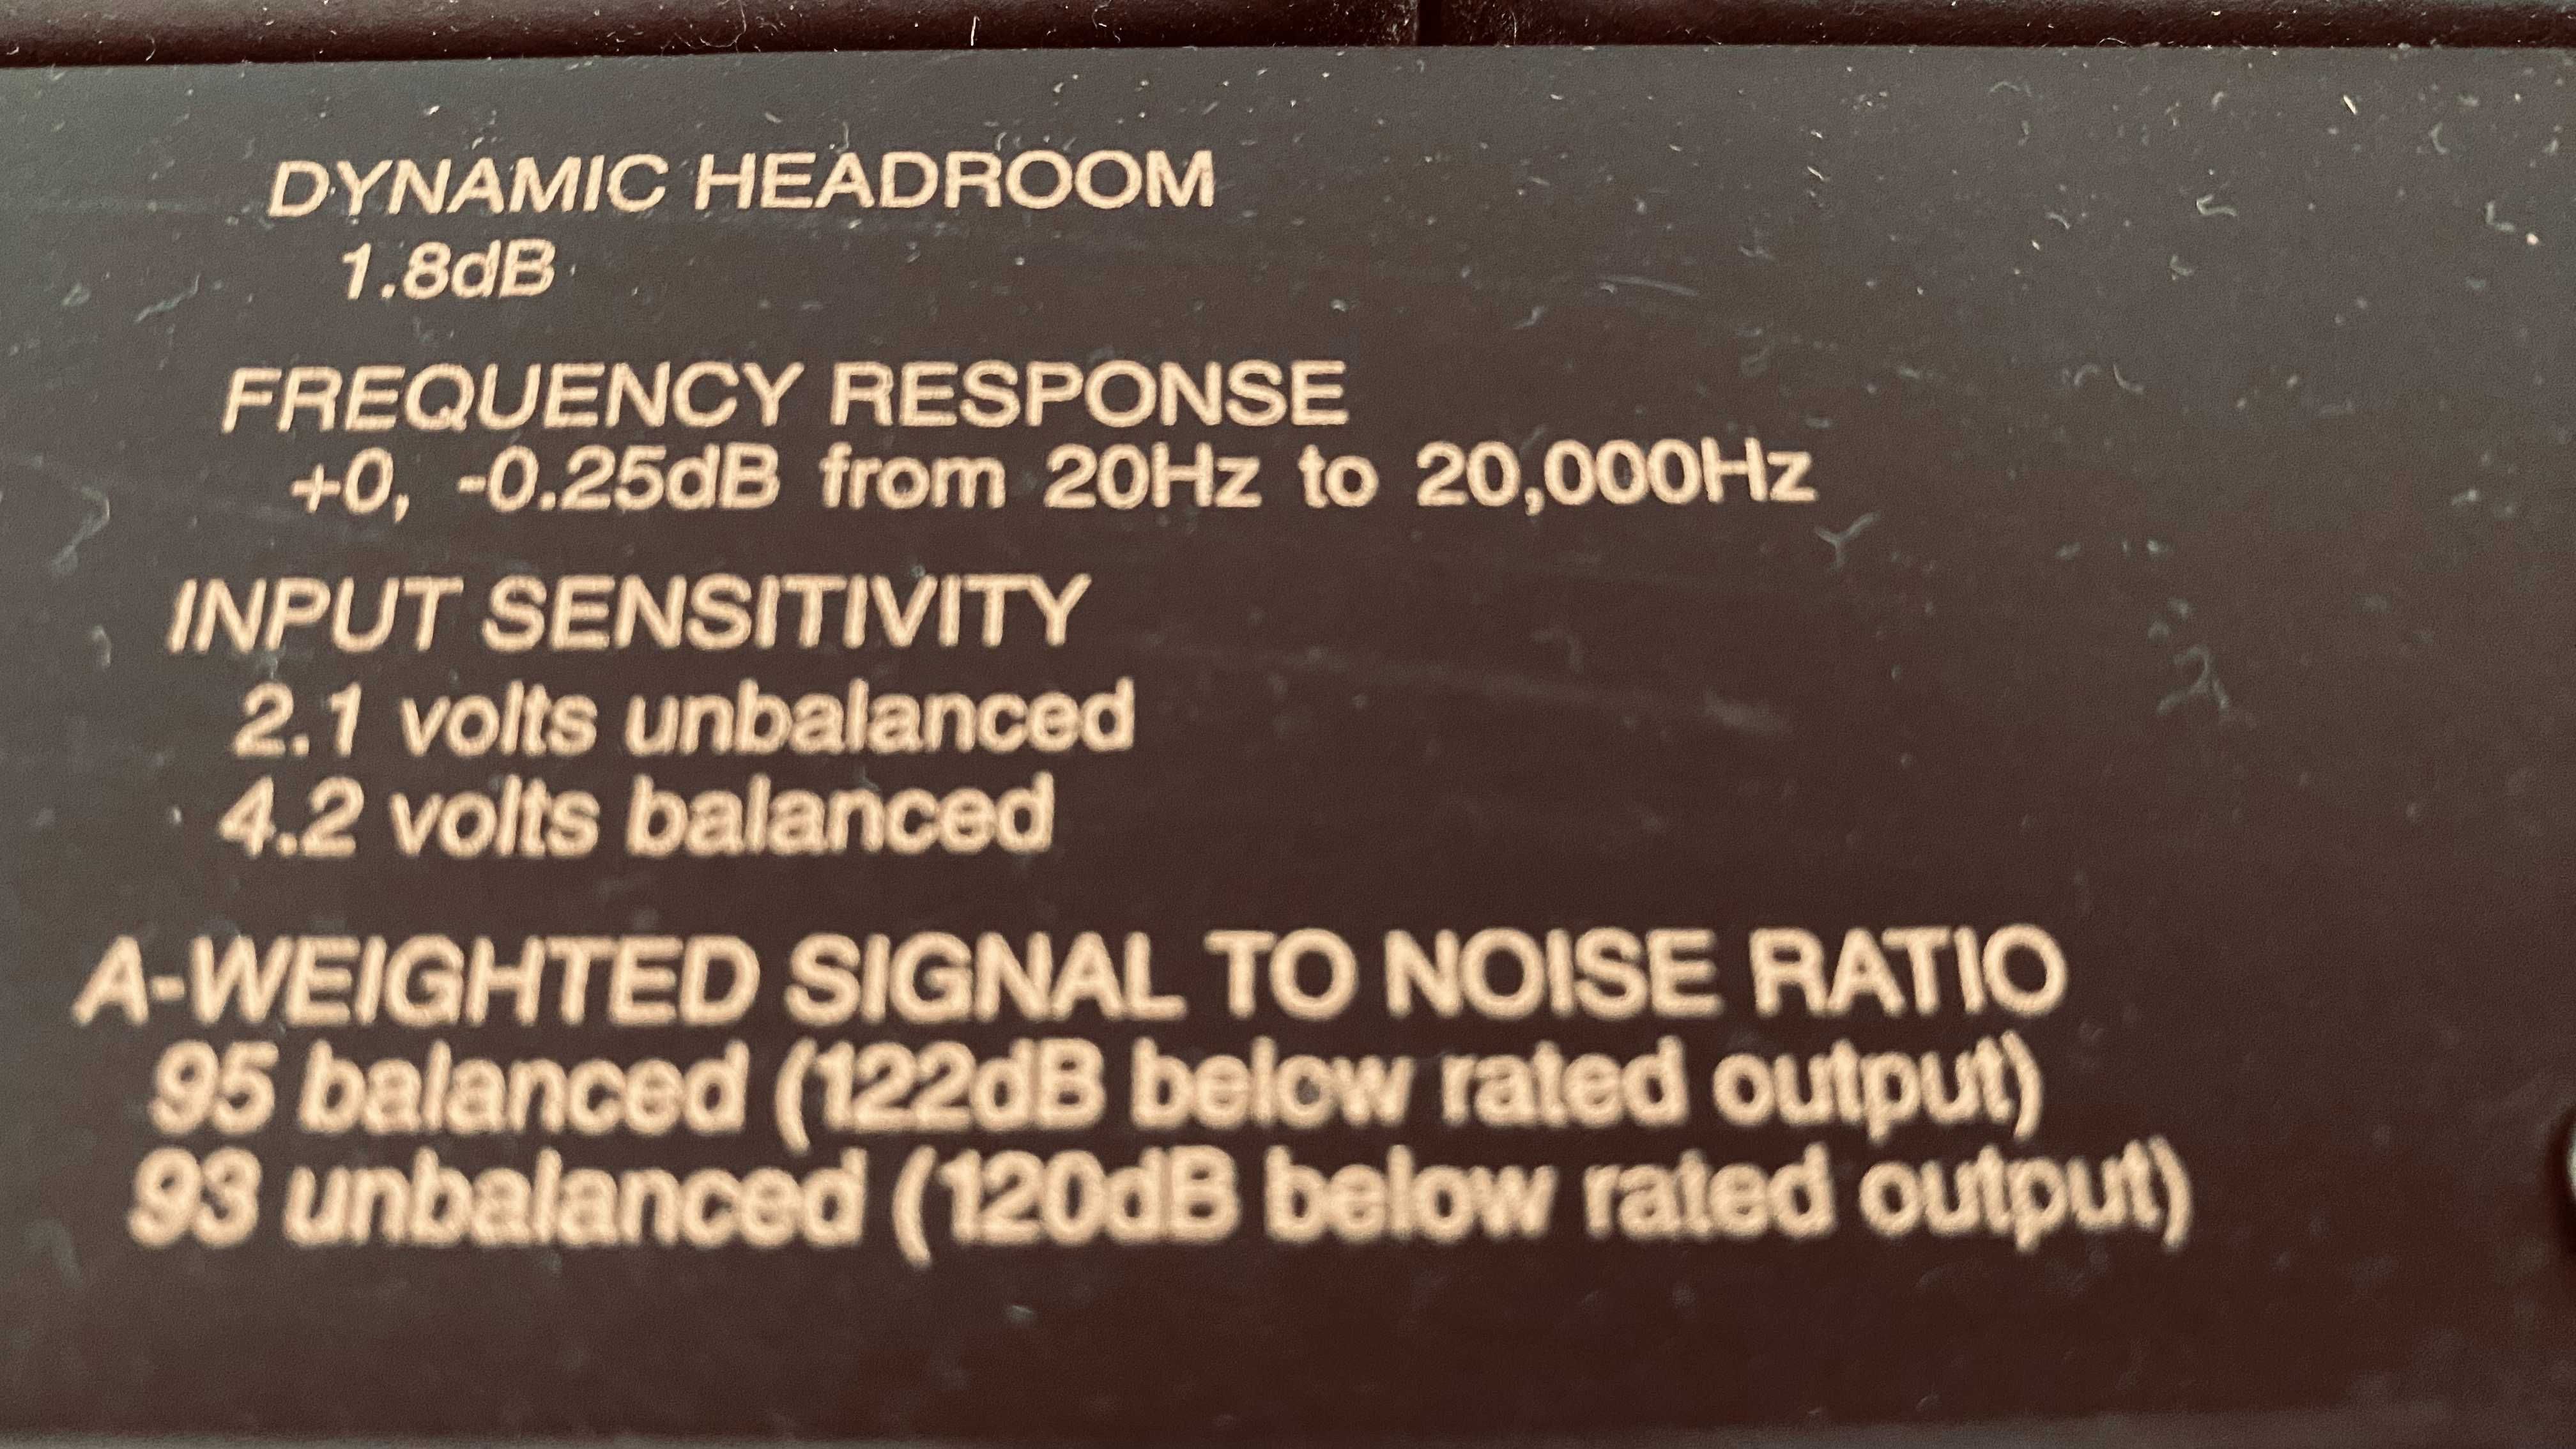 DYNAMIC HEADROOM
1.8dB
FREQUENCY RESPONSE
+0, -0.25dB from 20Hz to 20,000Hz
INPUT SENSITIVITY
2.1 volts unbalanced
4.2 volts balanced
A-WEIGHTED SIGNAL TO NOISE RATIO
95 balanced (122dB below rated output)
93 unbalanced (120dB below rated output)